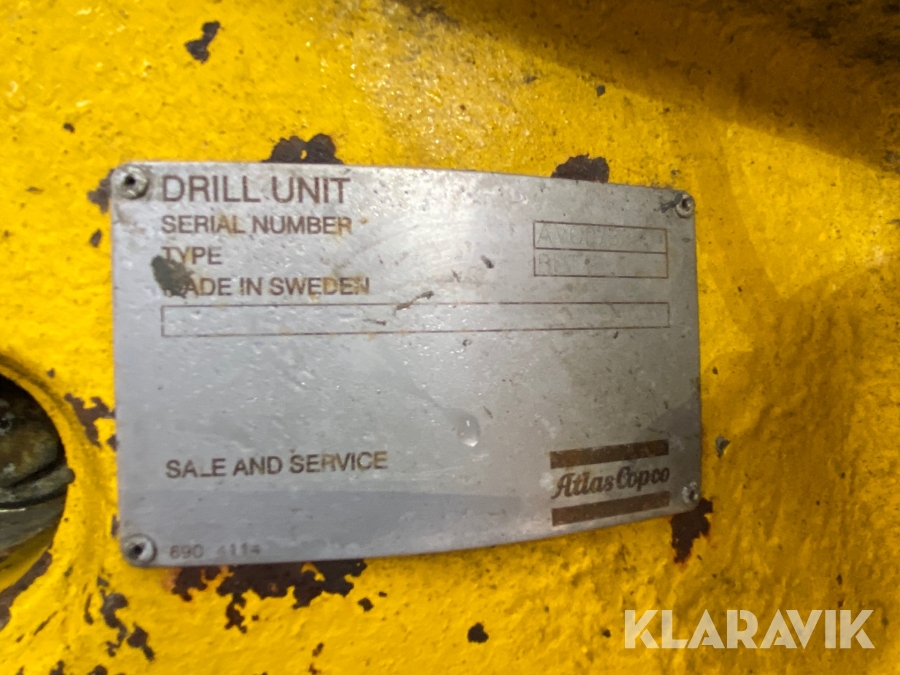 DRILL UNIT
SERIAL NUMBER
TYPE
MADE IN SWEDEN
SALE AND SERVICE
Atlas Copco
KLARAVIK